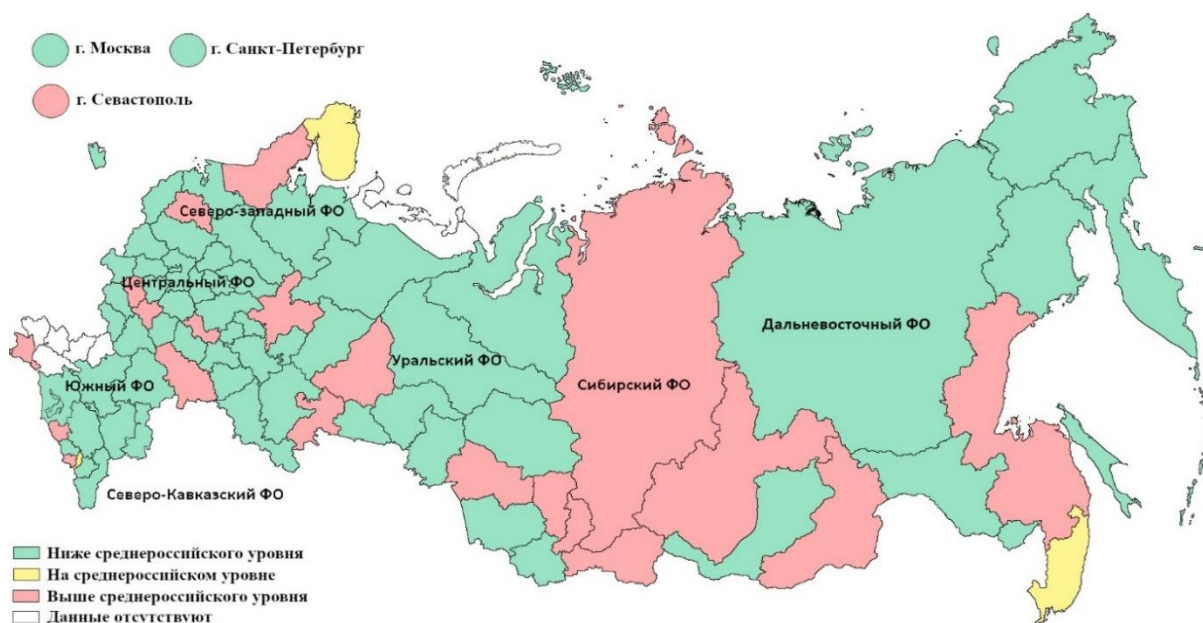 г. Москва
г. Санкт-Петербург
г. Севастополь
Северо-западный ФО
Центральный ФО
Дальневосточный ФО
Уральский ФО
Сибирский ФО
Южный ФО
Северо-Кавказский ФО
Ниже среднероссийского уровня
На среднероссийском уровне
Выше среднероссийского уровня
Данные отсутствуют